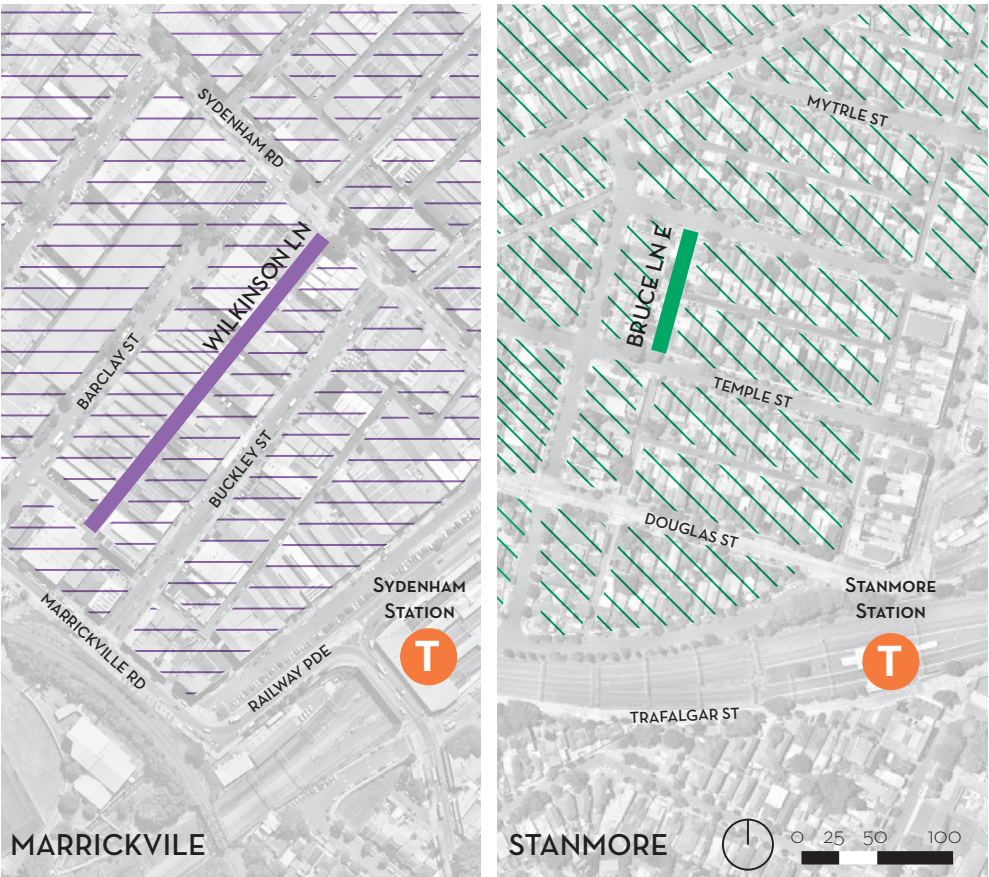 SYDENHAM RD
WILKINSON LN
BARCLAY ST
BUCKLEY ST
SYDENHAM
STATION
T
MARRICKVILLE RD
RAILWAY PDE
MARRICKVILE
MYTRLE ST
BRUCE LN E
TEMPLE ST
DOUGLAS ST
STANMORE
STATION
T
TRAFALGAR ST
STANMORE
0 25 50 100